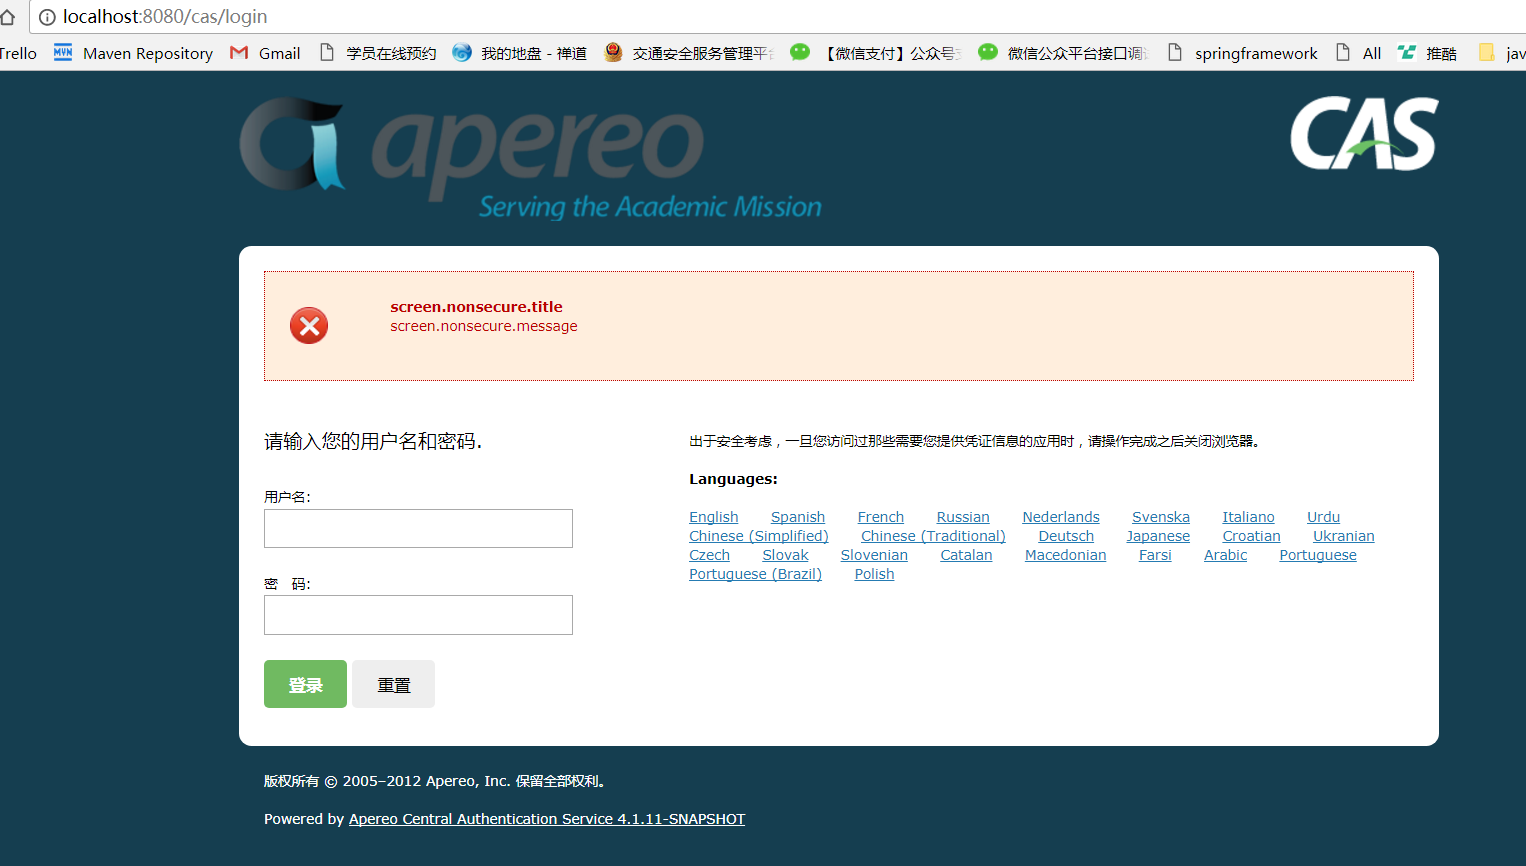 localhost:8080/cas/login
Trello Maven Repository Gmail 学员在线预约 我的地盘 - 禅道 交通安全服务管理平台 【微信支付】公众号 微信公众平台接口调 springframework All 推酷 jav
apereo
Serving the Academic Mission
CAS
screen.nonsecure.title
screen.nonsecure.message
请输入您的用户名和密码.
用户名:
密 码:
登录 重置
出于安全考虑，一旦您访问过那些需要您提供凭证信息的应用时，请操作完成之后关闭浏览器。
Languages:
English Spanish French Russian Nederlands Svenska Italiano Urdu
Chinese (Simplified) Chinese (Traditional) Deutsch Japanese Croatian Ukranian
Czech Slovak Slovenian Catalan Macedonian Farsi Arabic Portuguese
Portuguese (Brazil) Polish
版权所有 © 2005–2012 Apereo, Inc. 保留全部权利。
Powered by Apereo Central Authentication Service 4.1.11-SNAPSHOT